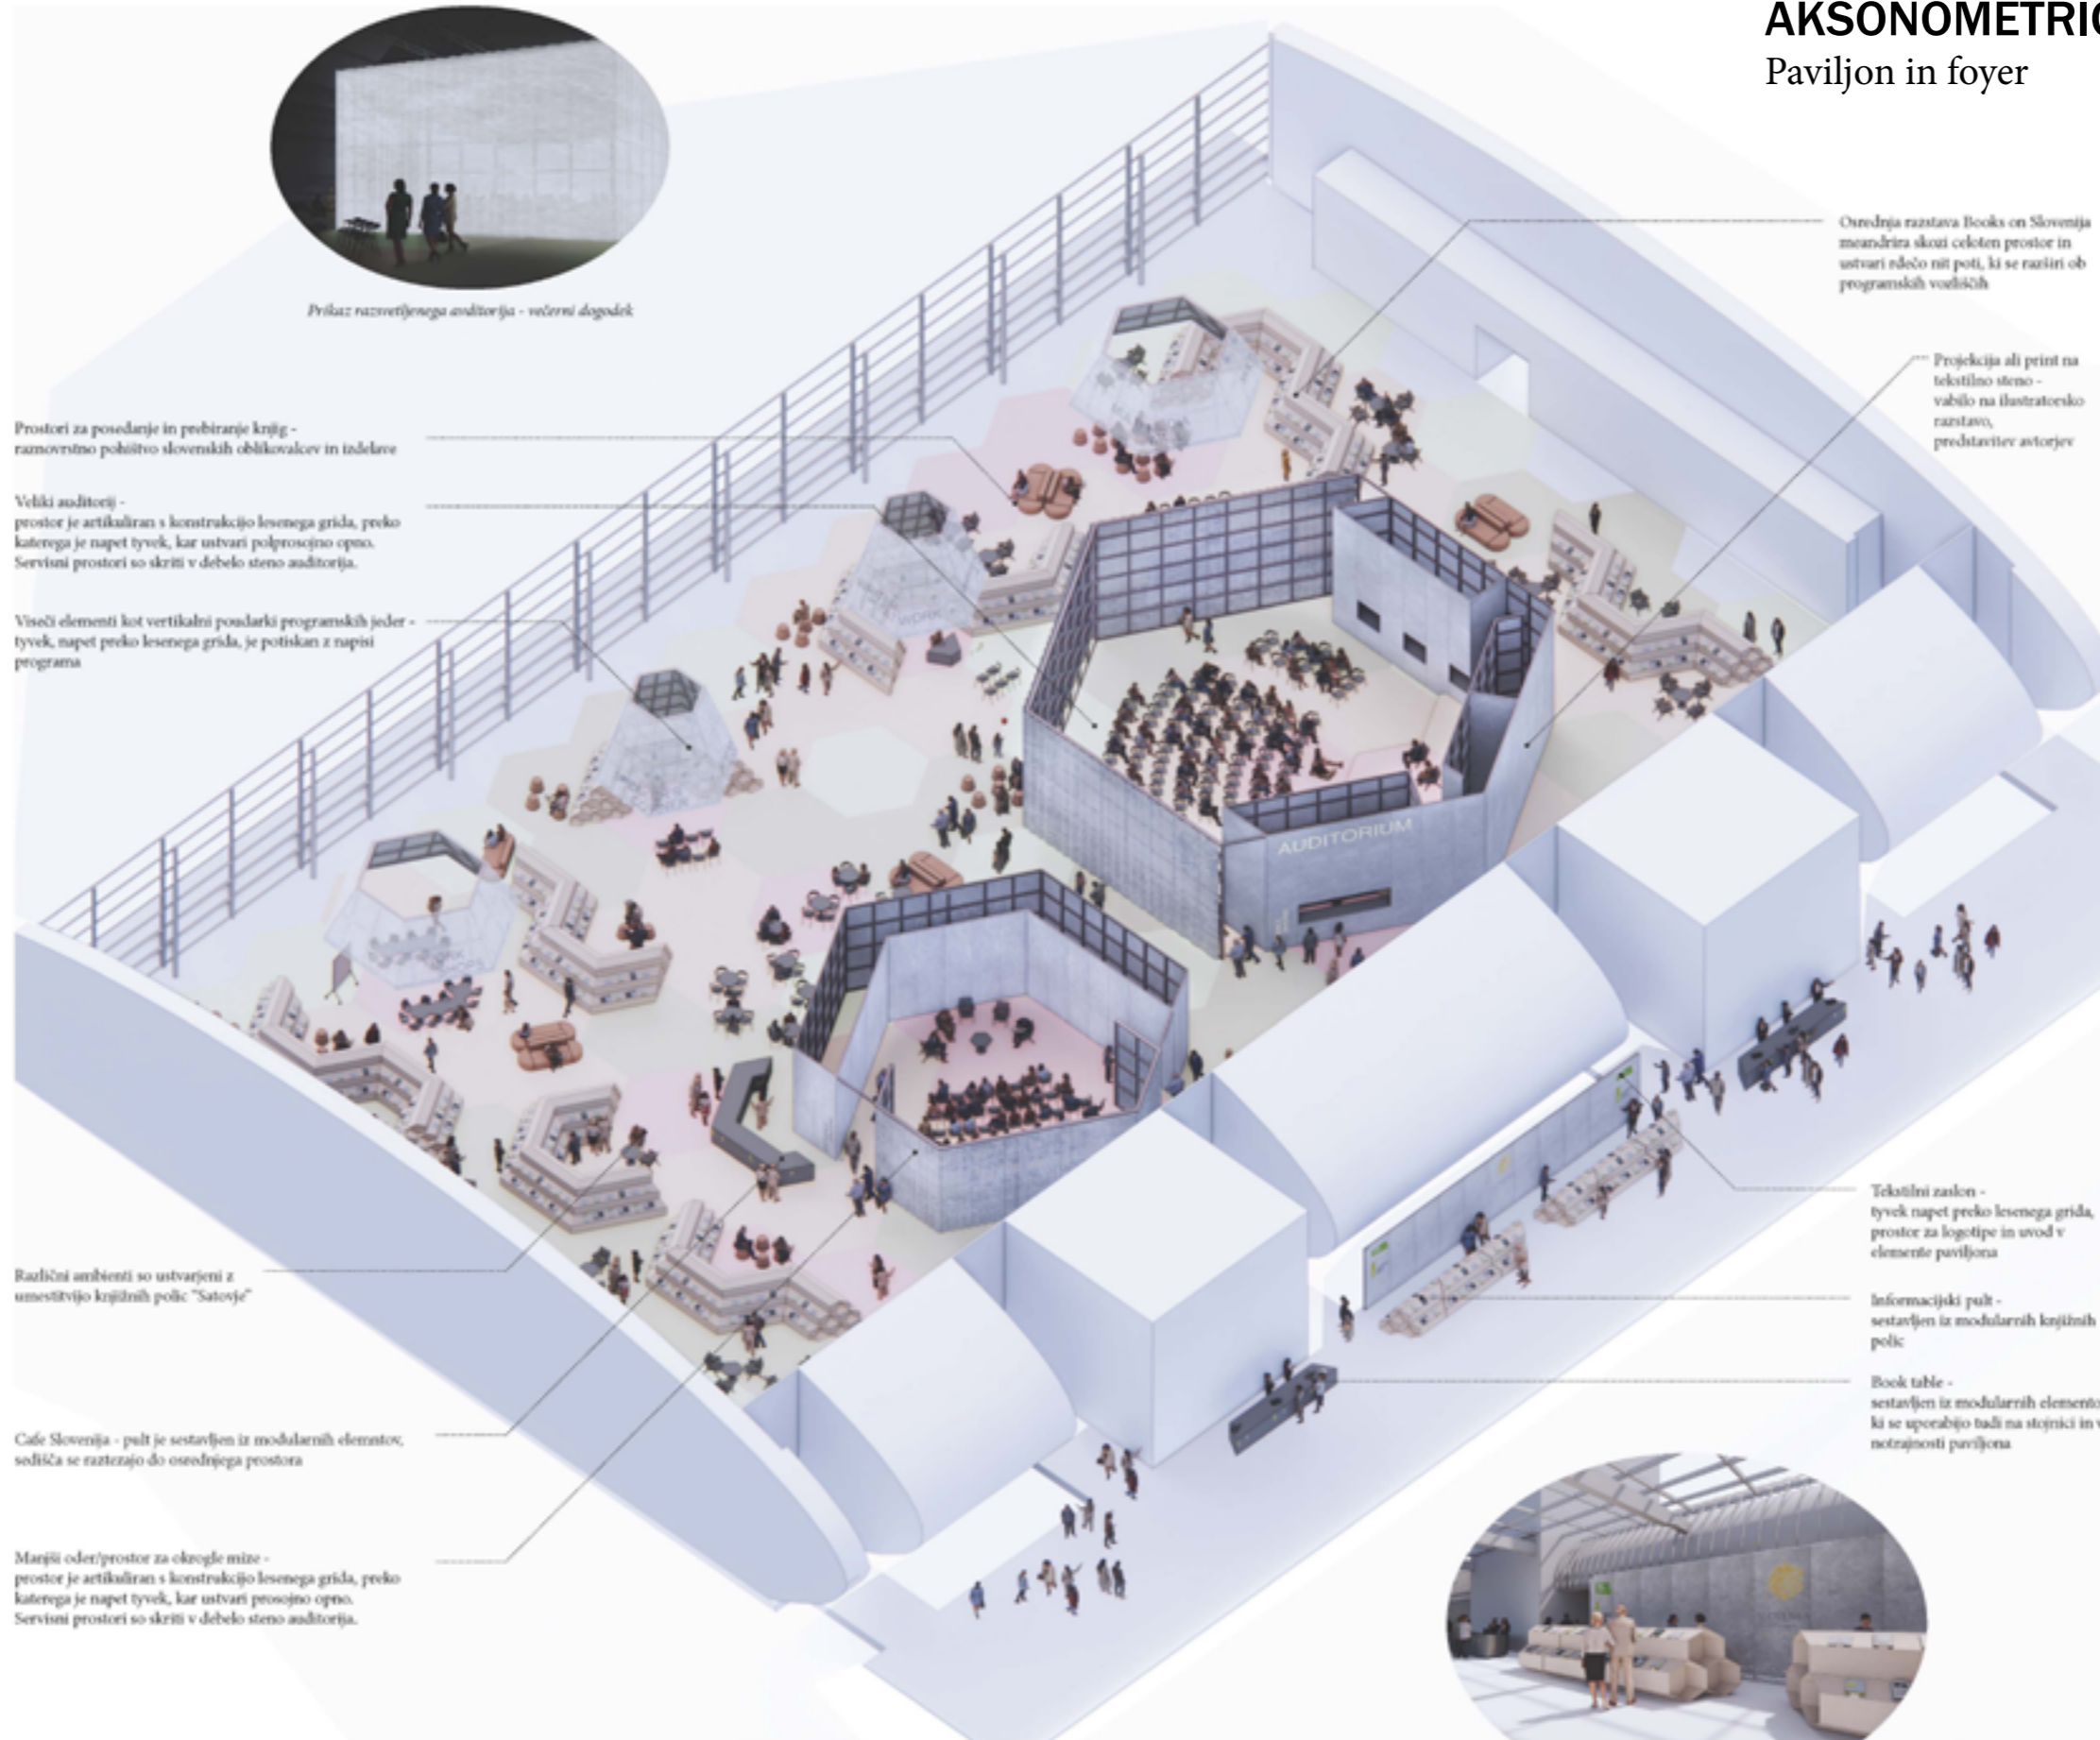 AKSONOMETRIC
Paviljon in foyer
Prikaz razsvetljenega avditorija - večerni dogodek
Osrednja razstava Books on Slovenija
meandrira skozi celoten prostor in
ustvari rdečo nit poti, ki se razširi ob
programskih vozliščih
Projekcija ali print na
tekstilno steno -
vabilo na ilustratorsko
razstavo,
predstavitev avtorjev
Prostori za posedanje in prebiranje knjig -
raznovrstno pohištvo slovenskih oblikovalcev in izdelave
Veliki auditorij -
prostor je artikuliran s konstrukcijo lesenega grida, preko
katerega je napet tyvek, kar ustvari polprosojno opno.
Servisni prostori so skriti v debelo steno auditorija.
Viseči elementi kot vertikalni poudarki programskih jeder -
tyvek, napet preko lesenega grida, je potiskan z napisi
programa
WORK
AUDITORIUM
Različni ambienti so ustvarjeni z
umestitvijo knjižnih polic "Satovje"
Cafe Slovenija - pult je sestavljen iz modularnih elemntov,
sedišča se raztezajo do osrednjega prostora
Manjši oder/prostor za okrogle mize -
prostor je artikuliran s konstrukcijo lesenega grida, preko
katerega je napet tyvek, kar ustvari prosojno opno.
Servisni prostori so skriti v debelo steno auditorija.
Tekstilni zaslon -
tyvek napet preko lesenega grida,
prostor za logotipe in uvod v
elemente paviljona
Informacijski pult -
sestavljen iz modularnih knjižnih
polic
Book table -
sestavljen iz modularnih elemento
ki se uporabijo tudi na stojnici in v
notrajnosti paviljona